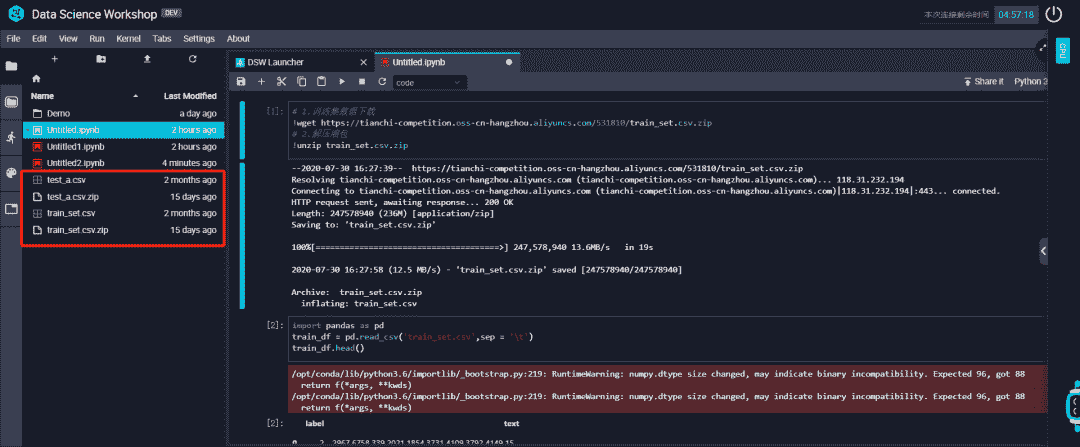 Data Science Workshop DEV
本次连接剩余时间 04:57:18
File Edit View Run Kernel Tabs Settings About
CPU
DSW Launcher
Untitled.ipynb
code
Share it
Python 2
Name Last Modified
Demo a day ago
Untitled.ipynb 2 hours ago
Untitled1.ipynb 2 hours ago
Untitled2.ipynb 4 minutes ago
test_a.csv 2 months ago
test_a.csv.zip 15 days ago
train_set.csv 2 months ago
train_set.csv.zip 15 days ago
[1]: # 1.训练集数据下载
!wget https://tianchi-competition.oss-cn-hangzhou.aliyuncs.com/531810/train_set.csv.zip
# 2.解压缩包
!unzip train_set.csv.zip
--2020-07-30 16:27:39-- https://tianchi-competition.oss-cn-hangzhou.aliyuncs.com/531810/train_set.csv.zip
Resolving tianchi-competition.oss-cn-hangzhou.aliyuncs.com (tianchi-competition.oss-cn-hangzhou.aliyuncs.com)... 118.31.232.194
Connecting to tianchi-competition.oss-cn-hangzhou.aliyuncs.com (tianchi-competition.oss-cn-hangzhou.aliyuncs.com)|118.31.232.194|:443... connected.
HTTP request sent, awaiting response... 200 OK
Length: 247578940 (236M) [application/zip]
Saving to: 'train_set.csv.zip'
100%[======================================>] 247,578,940 13.6MB/s in 19s
2020-07-30 16:27:58 (12.5 MB/s) - 'train_set.csv.zip' saved [247578940/247578940]
Archive: train_set.csv.zip
inflating: train_set.csv
[2]: import pandas as pd
train_df = pd.read_csv('train_set.csv',sep = '\t')
train_df.head()
/opt/conda/lib/python3.6/importlib/_bootstrap.py:219: RuntimeWarning: numpy.dtype size changed, may indicate binary incompatibility. Expected 96, got 88
return f(*args, **kwds)
/opt/conda/lib/python3.6/importlib/_bootstrap.py:219: RuntimeWarning: numpy.dtype size changed, may indicate binary incompatibility. Expected 96, got 88
return f(*args, **kwds)
[2]: label text
0 2 2967 6758 339 2021 1854 3731 4109 3792 4149 15